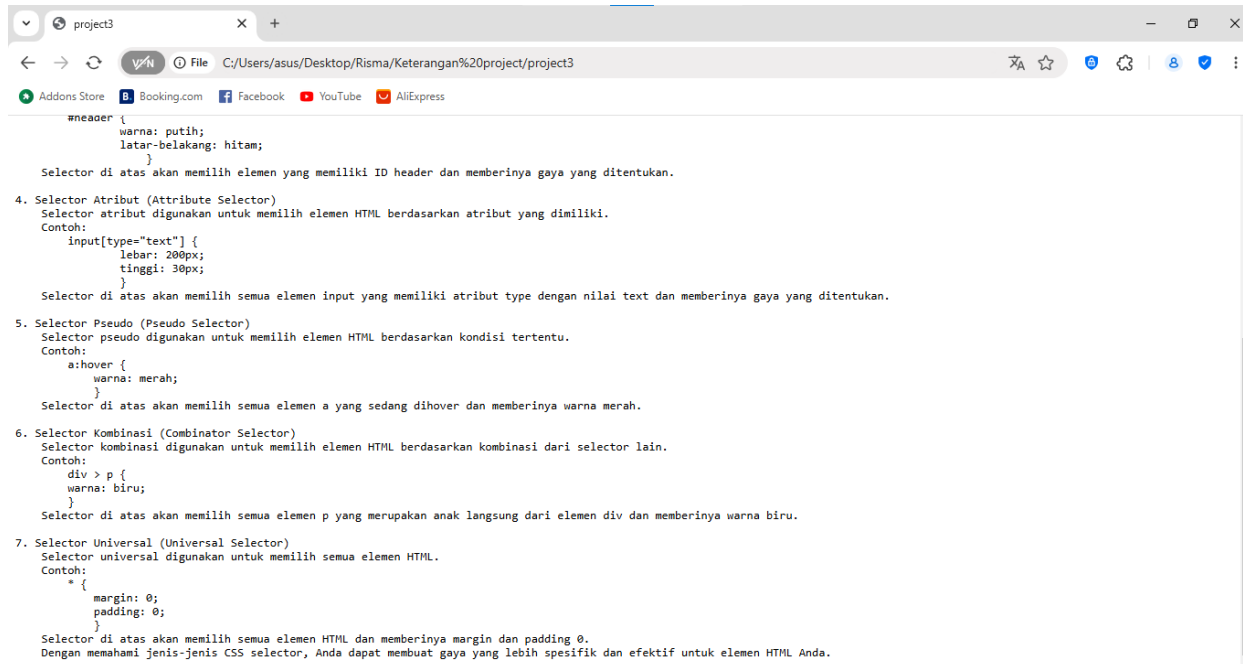 project3
VPN File C:/Users/asus/Desktop/Risma/Keterangan%20project/project3
Addons Store Booking.com Facebook YouTube AliExpress
#header {
warna: putih;
latar-belakang: hitam;
}
Selector di atas akan memilih elemen yang memiliki ID header dan memberinya gaya yang ditentukan.
4. Selector Atribut (Attribute Selector)
Selector atribut digunakan untuk memilih elemen HTML berdasarkan atribut yang dimiliki.
Contoh:
input[type="text"] {
lebar: 200px;
tinggi: 30px;
}
Selector di atas akan memilih semua elemen input yang memiliki atribut type dengan nilai text dan memberinya gaya yang ditentukan.
5. Selector Pseudo (Pseudo Selector)
Selector pseudo digunakan untuk memilih elemen HTML berdasarkan kondisi tertentu.
Contoh:
a:hover {
warna: merah;
}
Selector di atas akan memilih semua elemen a yang sedang dihover dan memberinya warna merah.
6. Selector Kombinasi (Combinator Selector)
Selector kombinasi digunakan untuk memilih elemen HTML berdasarkan kombinasi dari selector lain.
Contoh:
div > p {
warna: biru;
}
Selector di atas akan memilih semua elemen p yang merupakan anak langsung dari elemen div dan memberinya warna biru.
7. Selector Universal (Universal Selector)
Selector universal digunakan untuk memilih semua elemen HTML.
Contoh:
* {
margin: 0;
padding: 0;
}
Selector di atas akan memilih semua elemen HTML dan memberinya margin dan padding 0.
Dengan memahami jenis-jenis CSS selector, Anda dapat membuat gaya yang lebih spesifik dan efektif untuk elemen HTML Anda.